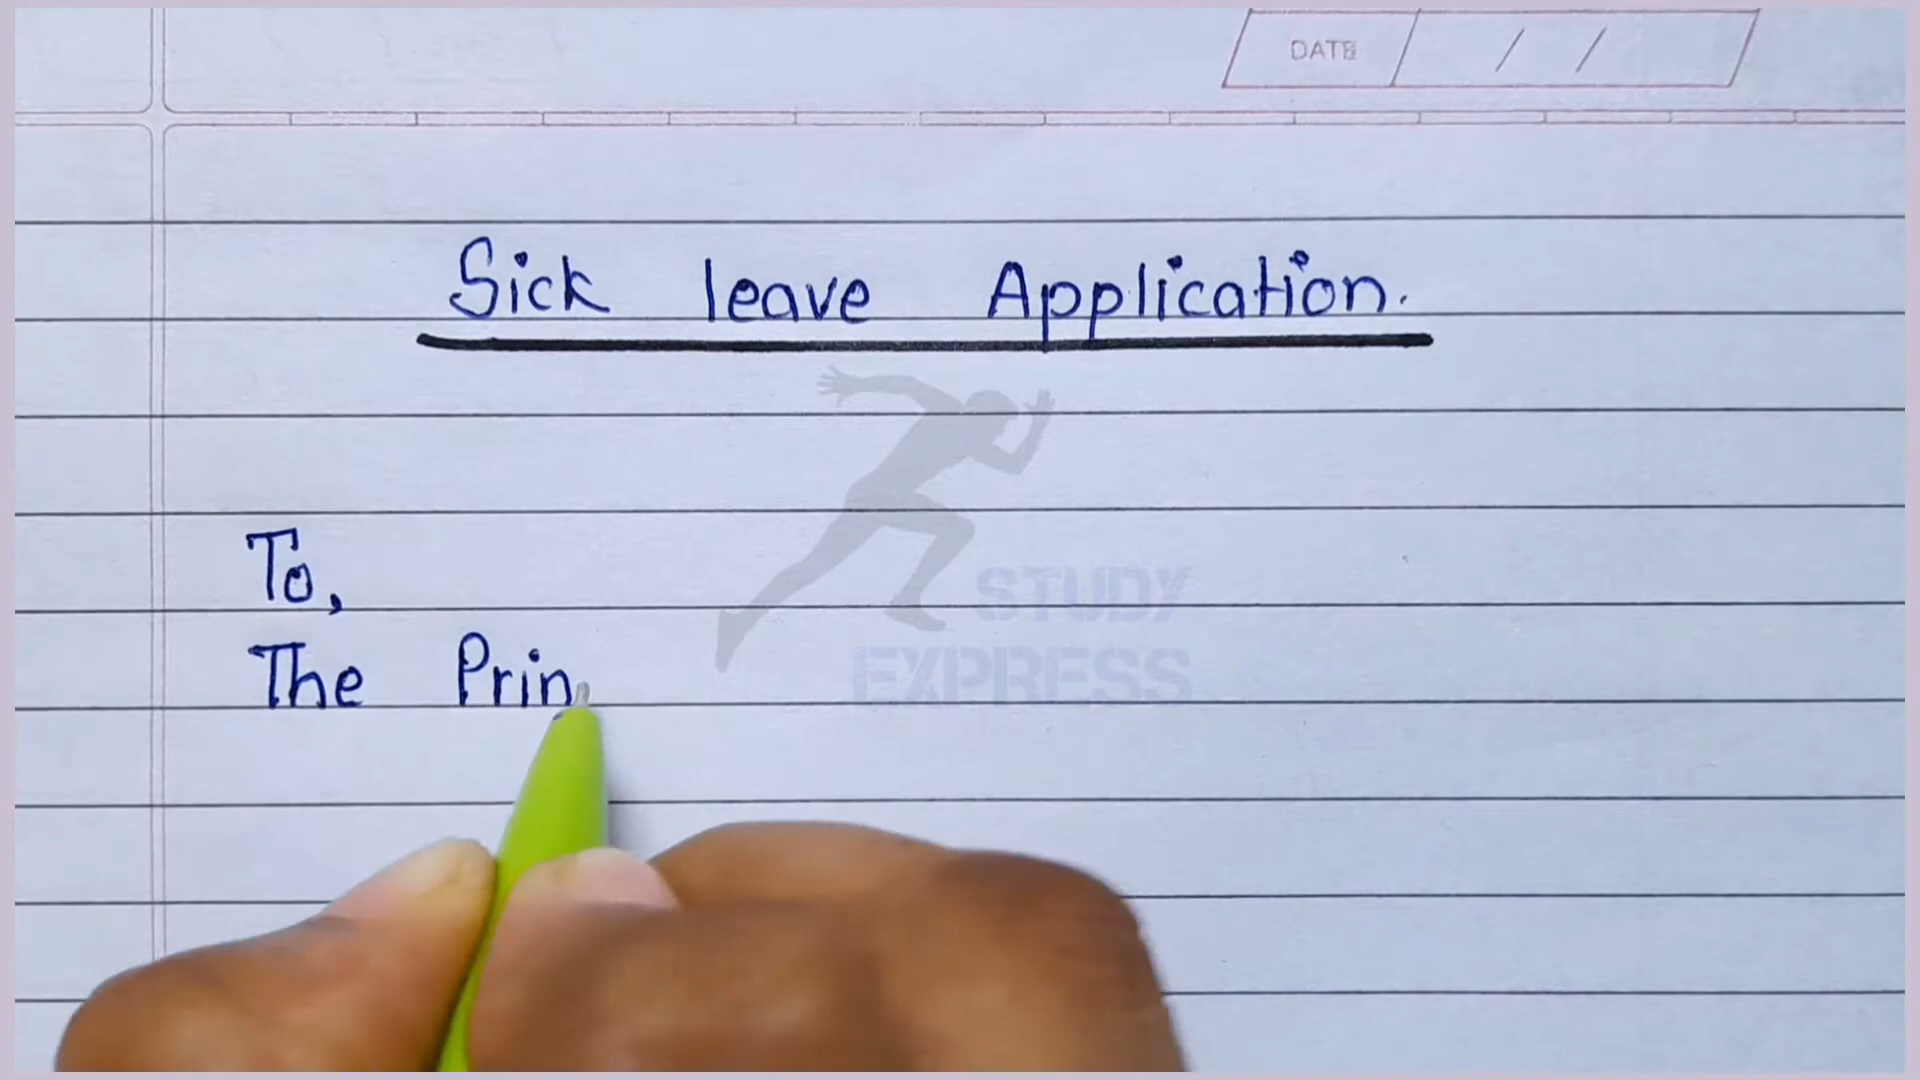 DATE / /
Sick leave Application.
To,
The Prin
STUDY
EXPRESS